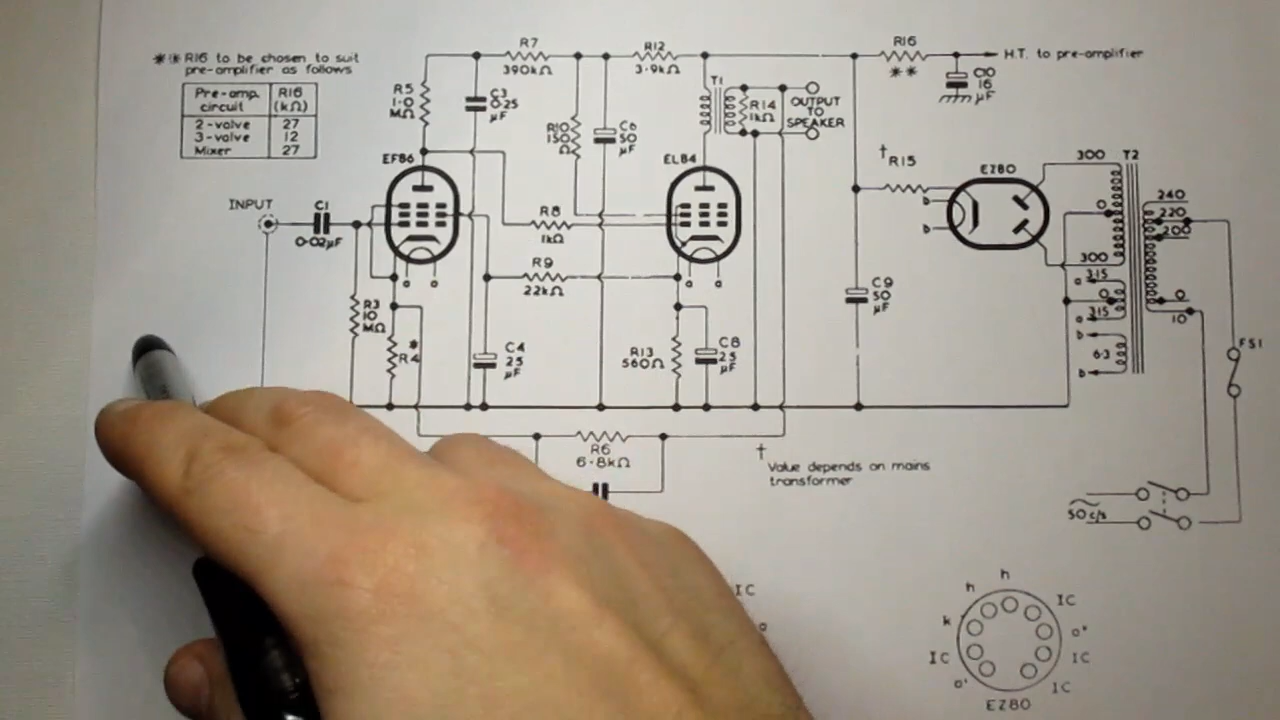 ** R16 to be chosen to suit
pre-amplifier as follows
Pre-amp. circuit R16 (kΩ)
2-valve 27
3-valve 12
Mixer 27
R7
390kΩ
R12
3·9kΩ
R16
**
H.T. to pre-amplifier
C10
16
μF
R5
1·0
MΩ
C3
0·25
μF
R10
150
Ω
C6
50
μF
T1
R14
1kΩ
OUTPUT
TO
SPEAKER
EF86
EL84
†
R15
EZ80
300
T2
240
220
200
0
300
315
a
0
315
a
b
6·3
b
0
10
b
b
INPUT
C1
0·02μF
R8
1kΩ
R9
22kΩ
a
a
a
a
R3
10
MΩ
*
R4
C4
25
μF
R13
560Ω
C8
25
μF
C9
50
μF
FS1
R6
6·8kΩ
†
Value depends on mains
transformer
50 c/s
IC
a'
h
h
IC
k
a"
IC
IC
a'
IC
EZ80